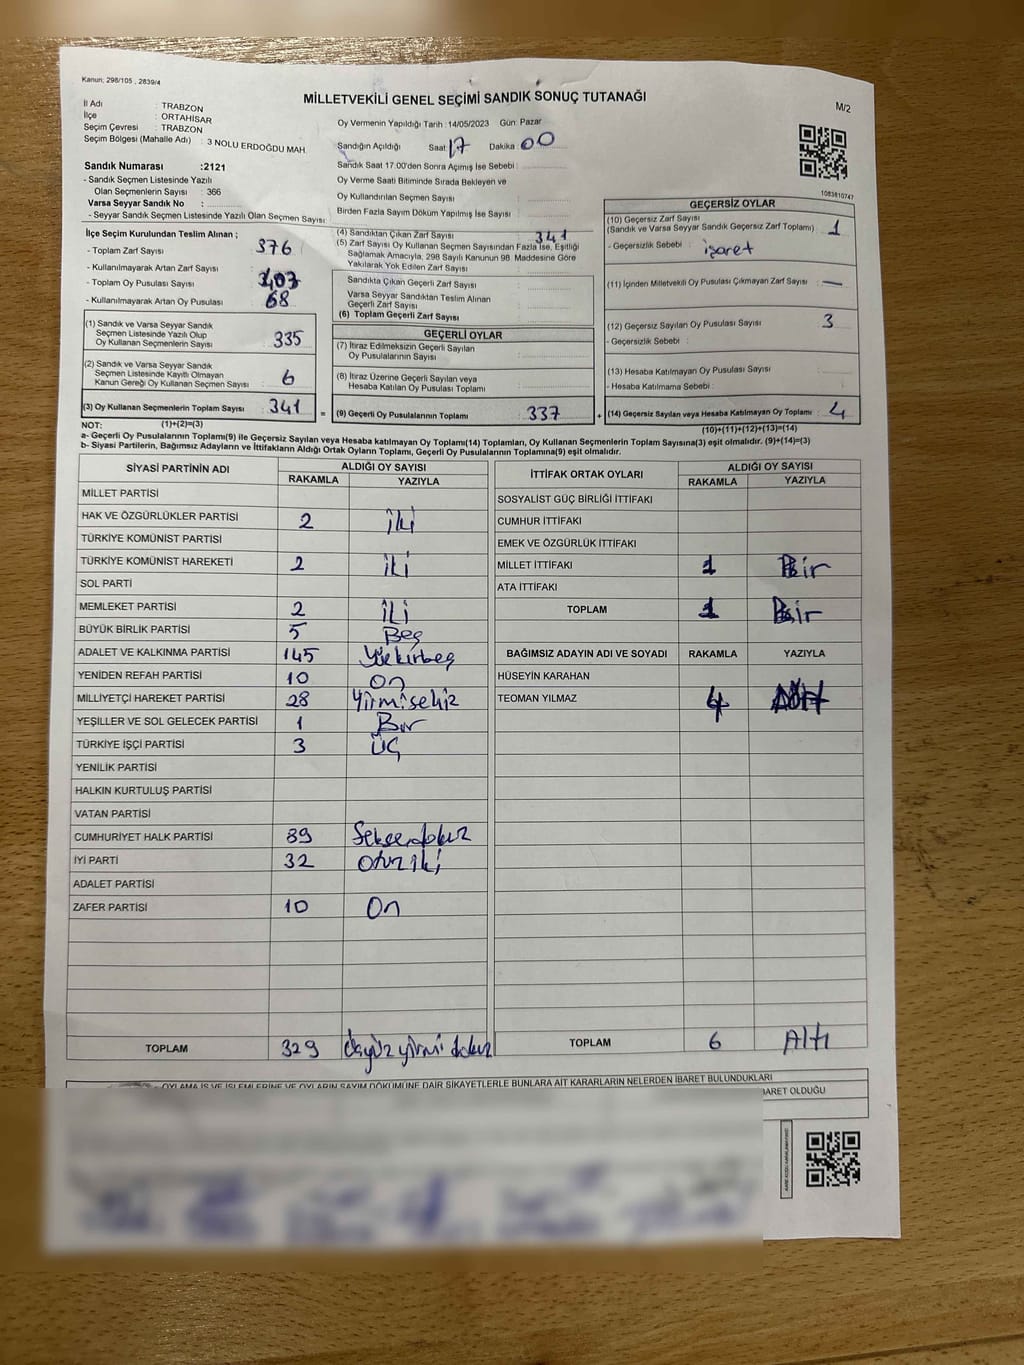 Kanun; 298/105 , 2839/4
MİLLETVEKİLİ GENEL SEÇİMİ SANDIK SONUÇ TUTANAĞI
M/2
İl Adı : TRABZON
İlçe : ORTAHİSAR
Seçim Çevresi : TRABZON
Seçim Bölgesi (Mahalle Adı) : 3 NOLU ERDOĞDU MAH.
Sandık Numarası :2121
- Sandık Seçmen Listesinde Yazılı
Olan Seçmenlerin Sayısı : 366
Varsa Seyyar Sandık No :
- Seyyar Sandık Seçmen Listesinde Yazılı Olan Seçmen Sayısı :
Oy Vermenin Yapıldığı Tarih : 14/05/2023 Gün: Pazar
Sandığın Açıldığı Saat: 17 Dakika: 00
Sandık Saat 17.00'den Sonra Açımış İse Sebebi :
Oy Verme Saati Bitiminde Sırada Bekleyen ve
Oy Kullandırılan Seçmen Sayısı :
Birden Fazla Sayım Döküm Yapılmış İse Sayısı :
1083810747
İlçe Seçim Kurulundan Teslim Alınan ;
- Toplam Zarf Sayısı : 376
- Kullanılmayarak Artan Zarf Sayısı :
- Toplam Oy Pusulası Sayısı :
- Kullanılmayarak Artan Oy Pusulası : 68
(1) Sandık ve Varsa Seyyar Sandık
Seçmen Listesinde Yazılı Olup
Oy Kullanan Seçmenlerin Sayısı : 335
(2) Sandık ve Varsa Seyyar Sandık
Seçmen Listesinde Kayıtlı Olmayan
Kanun Gereği Oy Kullanan Seçmen Sayısı : 6
(3) Oy Kullanan Seçmenlerin Toplam Sayısı : 341 =
(4) Sandıktan Çıkan Zarf Sayısı : 341
(5) Zarf Sayısı Oy Kullanan Seçmen Sayısından Fazla İse, Eşitliği
Sağlamak Amacıyla, 298 Sayılı Kanunun 98. Maddesine Göre
Yakılarak Yok Edilen Zarf Sayısı :
Sandıkta Çıkan Geçerli Zarf Sayısı :
Varsa Seyyar Sandıktan Teslim Alınan
Geçerli Zarf Sayısı :
(6) Toplam Geçerli Zarf Sayısı :
GEÇERLİ OYLAR
(7) İtiraz Edilmeksizin Geçerli Sayılan
Oy Pusulalarının Sayısı :
(8) İtiraz Üzerine Geçerli Sayılan veya
Hesaba Katılan Oy Pusulası Toplamı :
(9) Geçerli Oy Pusulalarının Toplamı : 337 +
GEÇERSİZ OYLAR
(10) Geçersiz Zarf Sayısı
(Sandık ve Varsa Seyyar Sandık Geçersiz Zarf Toplamı) : 1
- Geçersizlik Sebebi : işaret
(11) İçinden Milletvekili Oy Pusulası Çıkmayan Zarf Sayısı : —
(12) Geçersiz Sayılan Oy Pusulası Sayısı : 3
- Geçersizlik Sebebi :
(13) Hesaba Katılmayan Oy Pusulası Sayısı :
- Hesaba Katılmama Sebebi :
(14) Geçersiz Sayılan veya Hesaba Katılmayan Oy Toplamı : 4
NOT: (1)+(2)=(3) (10)+(11)+(12)+(13)=(14)
a- Geçerli Oy Pusulalarının Toplamı(9) ile Geçersiz Sayılan veya Hesaba katılmayan Oy Toplamı(14) Toplamları, Oy Kullanan Seçmenlerin Toplam Sayısına(3) eşit olmalıdır. (9)+(14)=(3)
b- Siyasi Partilerin, Bağımsız Adayların ve İttifakların Aldığı Ortak Oyların Toplamı, Geçerli Oy Pusulalarının Toplamına(9) eşit olmalıdır.
SİYASİ PARTİNİN ADI ALDIĞI OY SAYISI
RAKAMLA YAZIYLA
MİLLET PARTİSİ
HAK VE ÖZGÜRLÜKLER PARTİSİ 2 iki
TÜRKİYE KOMÜNİST PARTİSİ
TÜRKİYE KOMÜNİST HAREKETİ 2 iki
SOL PARTİ
MEMLEKET PARTİSİ 2 iki
BÜYÜK BİRLİK PARTİSİ 5 Beş
ADALET VE KALKINMA PARTİSİ 145
YENİDEN REFAH PARTİSİ 10 On
MİLLİYETÇİ HAREKET PARTİSİ 28 Yirmisekiz
YEŞİLLER VE SOL GELECEK PARTİSİ 1 Bir
TÜRKİYE İŞÇİ PARTİSİ 3 Üç
YENİLİK PARTİSİ
HALKIN KURTULUŞ PARTİSİ
VATAN PARTİSİ
CUMHURİYET HALK PARTİSİ 89 Seksendokuz
İYİ PARTİ 32 otuziki
ADALET PARTİSİ
ZAFER PARTİSİ 10 On
TOPLAM 329 üçyüz yirmi dokuz
İTTİFAK ORTAK OYLARI ALDIĞI OY SAYISI
RAKAMLA YAZIYLA
SOSYALİST GÜÇ BİRLİĞİ İTTİFAKI
CUMHUR İTTİFAKI
EMEK VE ÖZGÜRLÜK İTTİFAKI
MİLLET İTTİFAKI 1 Bir
ATA İTTİFAKI
TOPLAM 1 Bir
BAĞIMSIZ ADAYIN ADI VE SOYADI RAKAMLA YAZIYLA
HÜSEYİN KARAHAN
TEOMAN YILMAZ
TOPLAM 6 Altı
OYLAMA İŞ VE İŞLEMLERİNE VE OYLARIN SAYIM DÖKÜMÜNE DAİR ŞİKAYETLERLE BUNLARA AİT KARARLARIN NELERDEN İBARET BULUNDUKLARI
BARET OLDUĞU